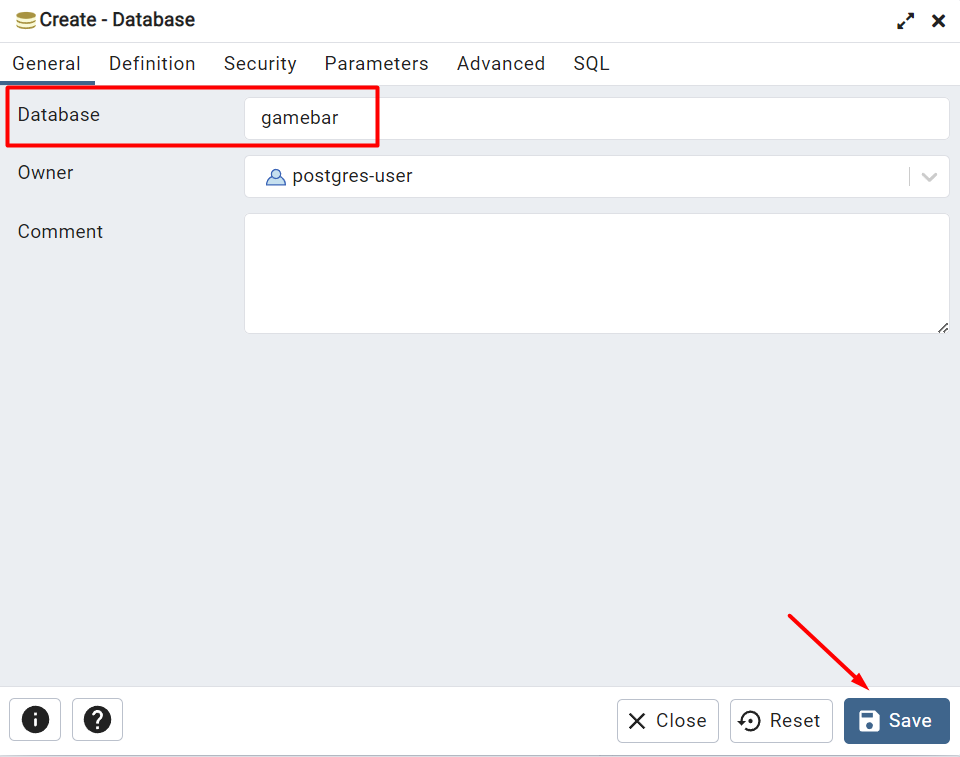 Create - Database
General Definition Security Parameters Advanced SQL
Database gamebar
Owner postgres-user
Comment
Close Reset Save